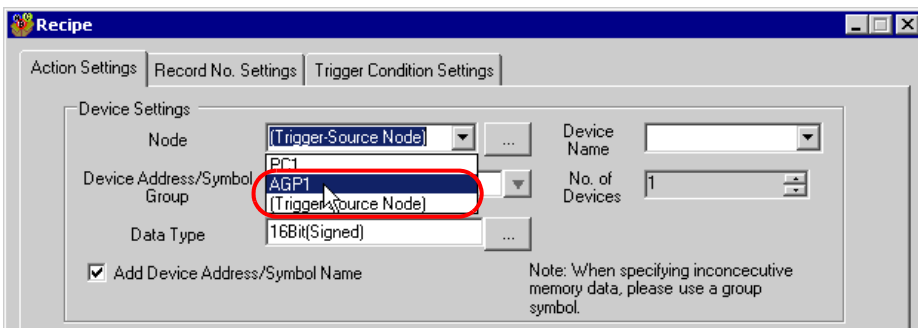 Recipe
Action Settings
Record No. Settings
Trigger Condition Settings
Device Settings
Node
(Trigger-Source Node)
...
Device
Name
PC1
AGP1
(Trigger-Source Node)
Device Address/Symbol
Group
No. of
Devices
1
Data Type
16Bit(Signed)
...
Add Device Address/Symbol Name
Note: When specifying inconcecutive
memory data, please use a group
symbol.